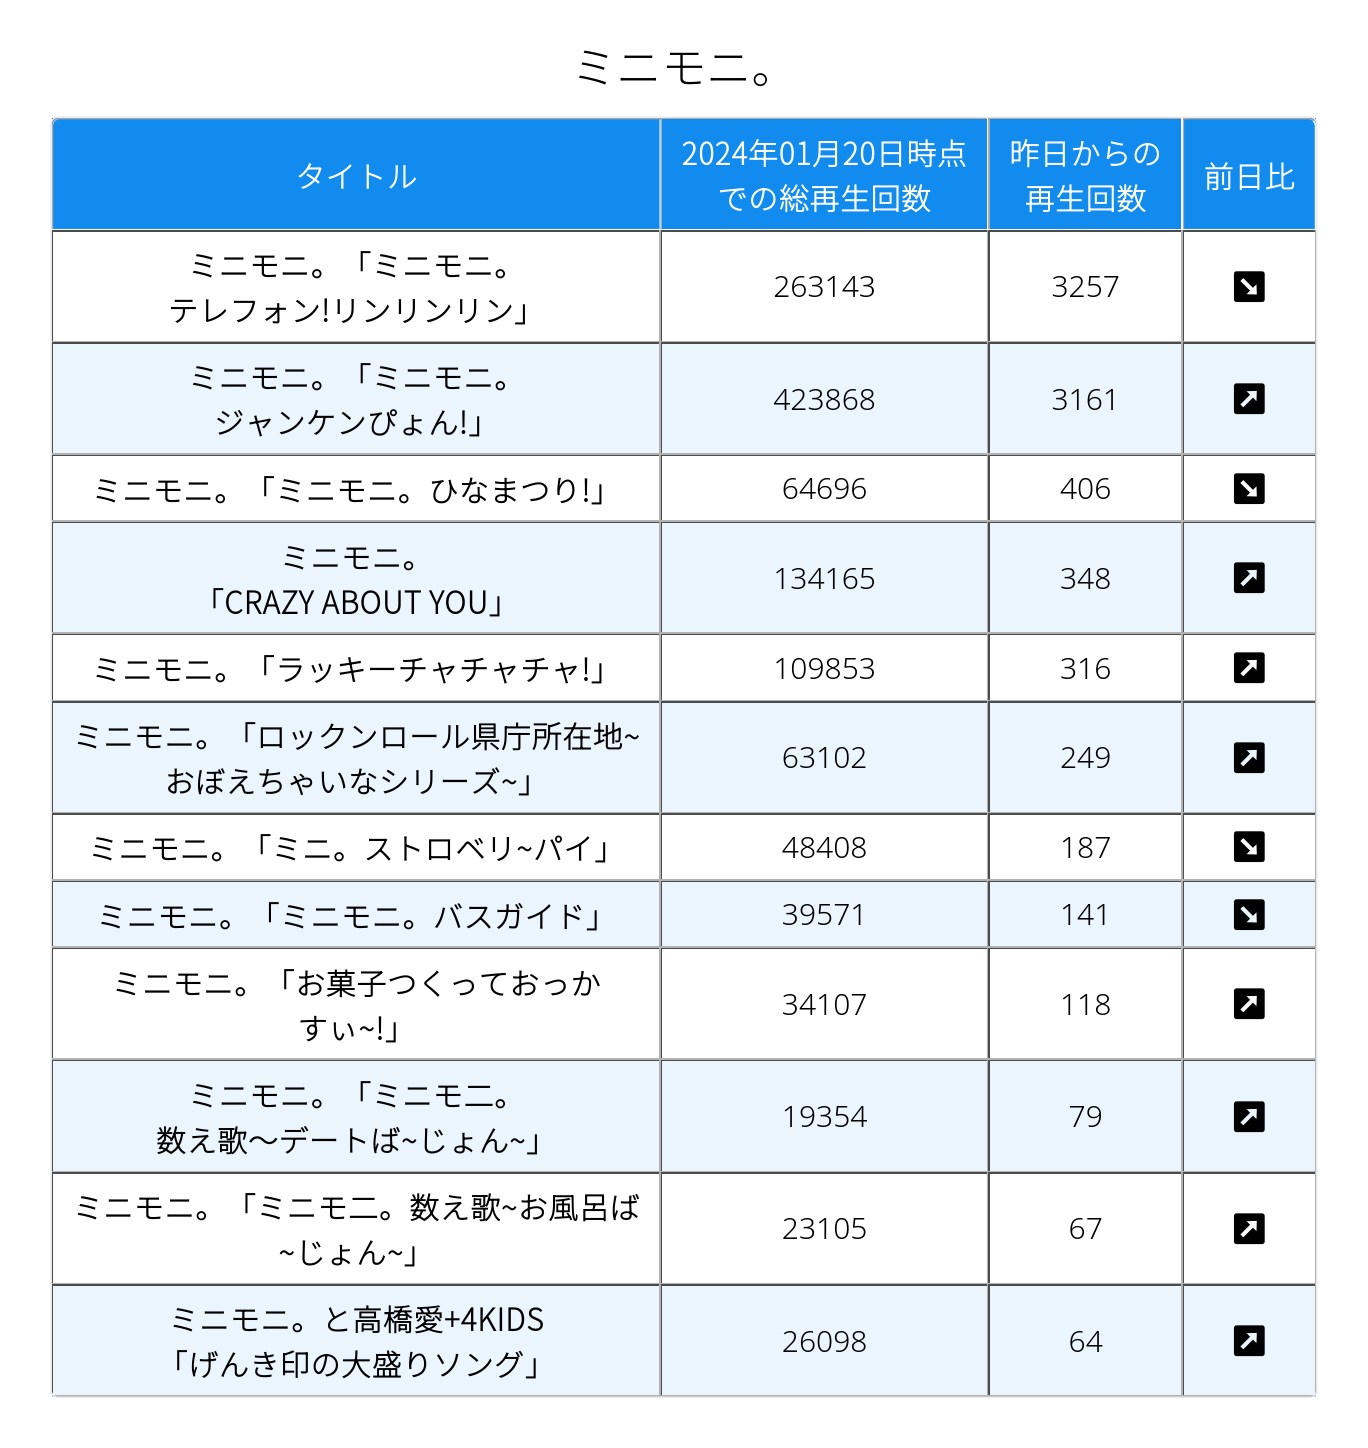 ミニモニ。
タイトル
2024年01月20日時点
での総再生回数
昨日からの
再生回数
前日比
ミニモニ。「ミニモニ。
テレフォン!リンリンリン」
263143
3257
ミニモニ。「ミニモニ。
ジャンケンぴょん!」
423868
3161
ミニモニ。「ミニモニ。ひなまつり!」
64696
406
ミニモニ。
「CRAZY ABOUT YOU」
134165
348
ミニモニ。「ラッキーチャチャチャ!」
109853
316
ミニモニ。「ロックンロール県庁所在地~
おぼえちゃいなシリーズ~」
63102
249
ミニモニ。「ミニ。ストロベリ~パイ」
48408
187
ミニモニ。「ミニモニ。バスガイド」
39571
141
ミニモニ。「お菓子つくっておっか
すぃ~!」
34107
118
ミニモニ。「ミニモ二。
数え歌〜デートば~じょん~」
19354
79
ミニモニ。「ミニモ二。数え歌~お風呂ば
~じょん~」
23105
67
ミニモニ。と高橋愛+4KIDS
「げんき印の大盛りソング」
26098
64